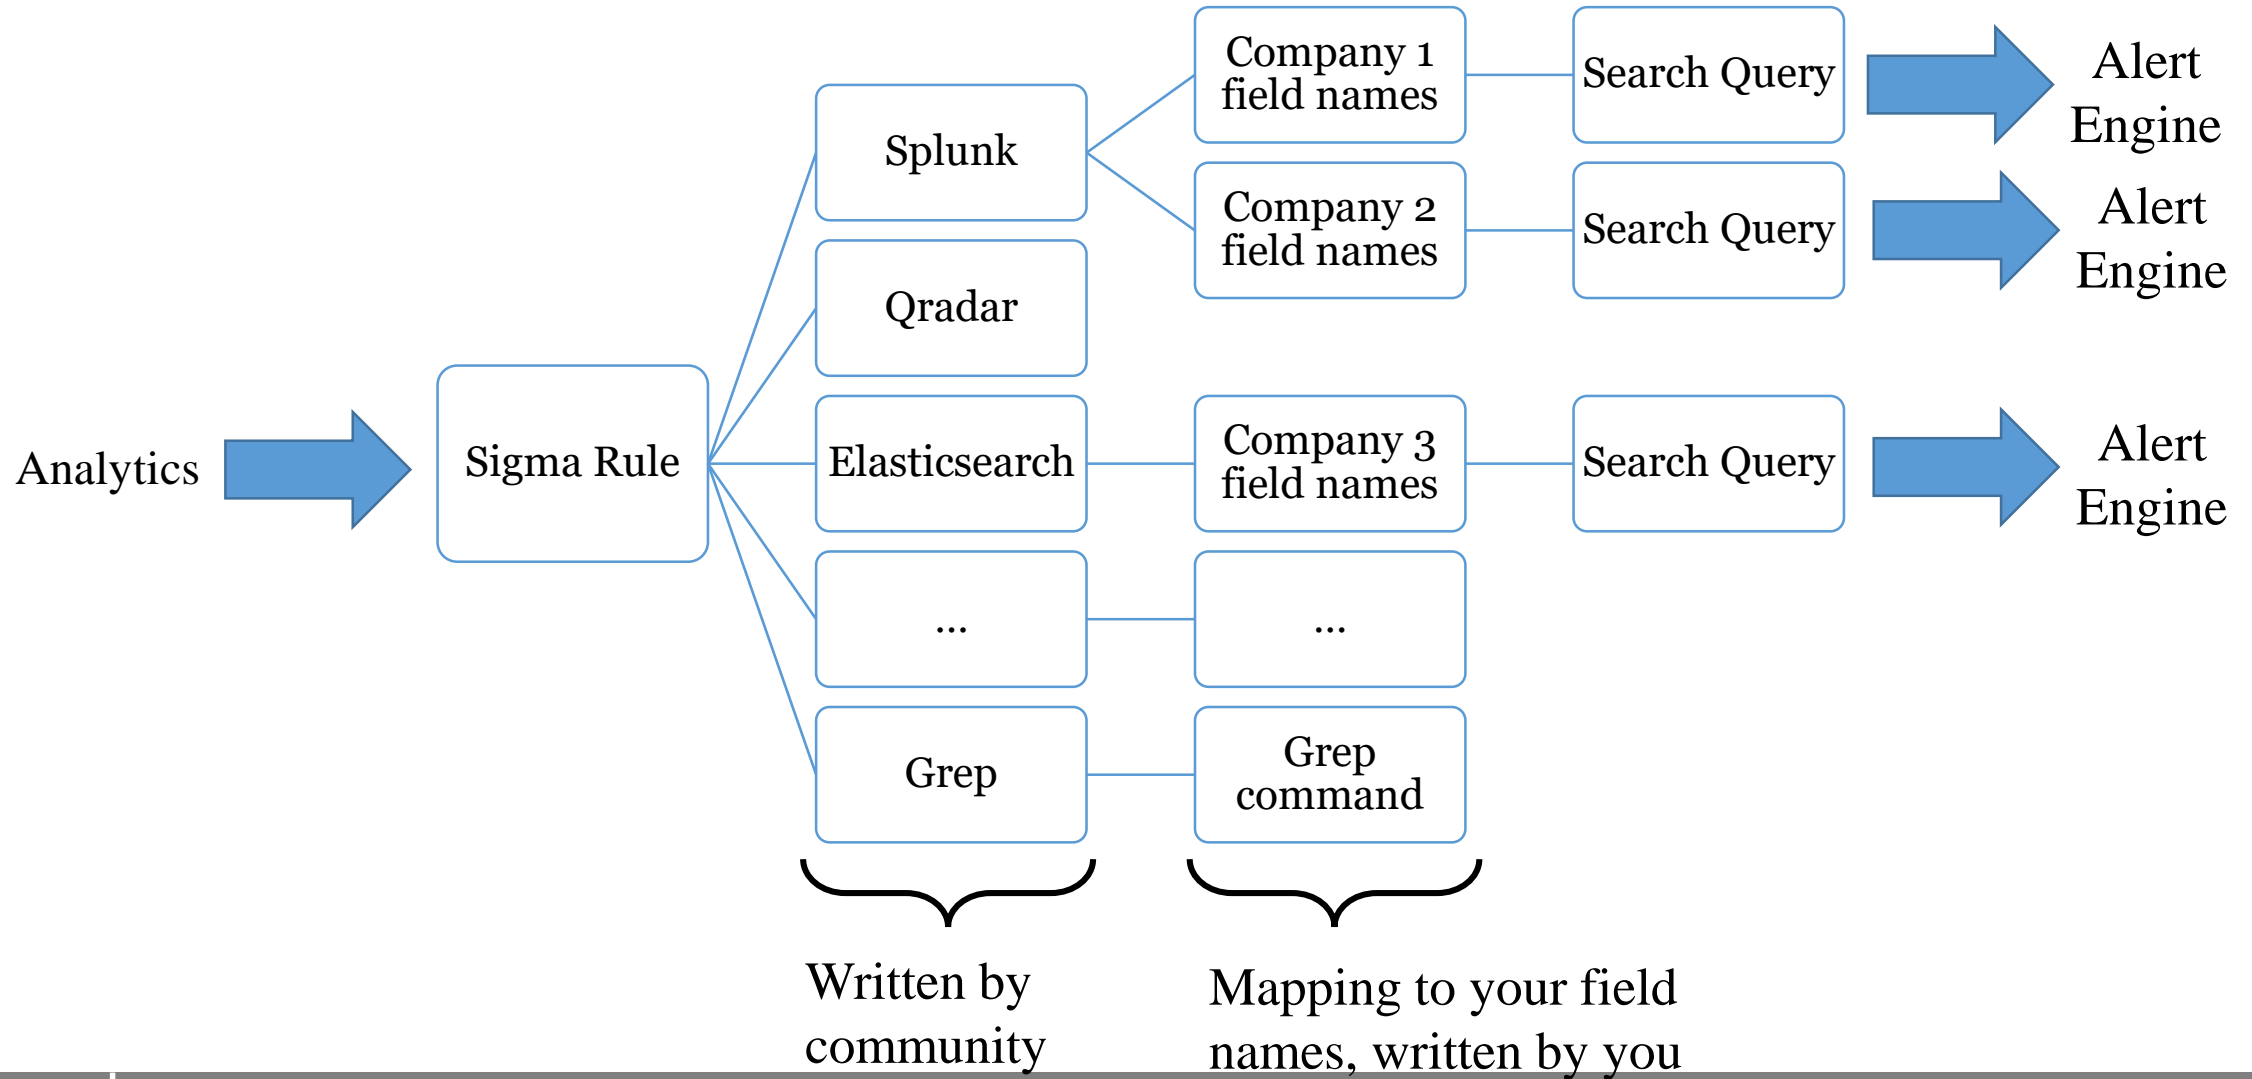 Analytics
Sigma Rule
Splunk
Qradar
Elasticsearch
...
Grep
Company 1
field names
Company 2
field names
Company 3
field names
...
Grep
command
Search Query
Search Query
Search Query
Alert
Engine
Alert
Engine
Alert
Engine
Written by
community
Mapping to your field
names, written by you